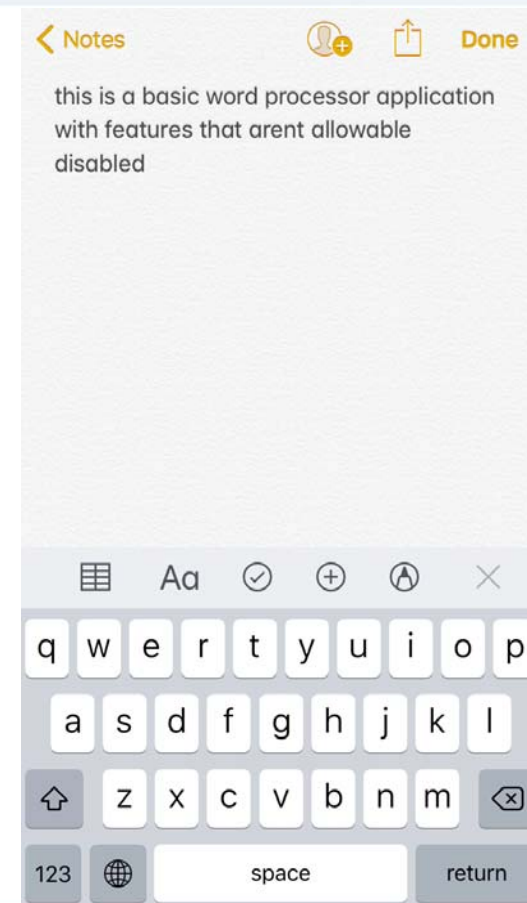 Notes
Done
this is a basic word processor application
with features that arent allowable
disabled
Aa
q w e r t y u i o p
a s d f g h j k l
z x c v b n m
123 space return